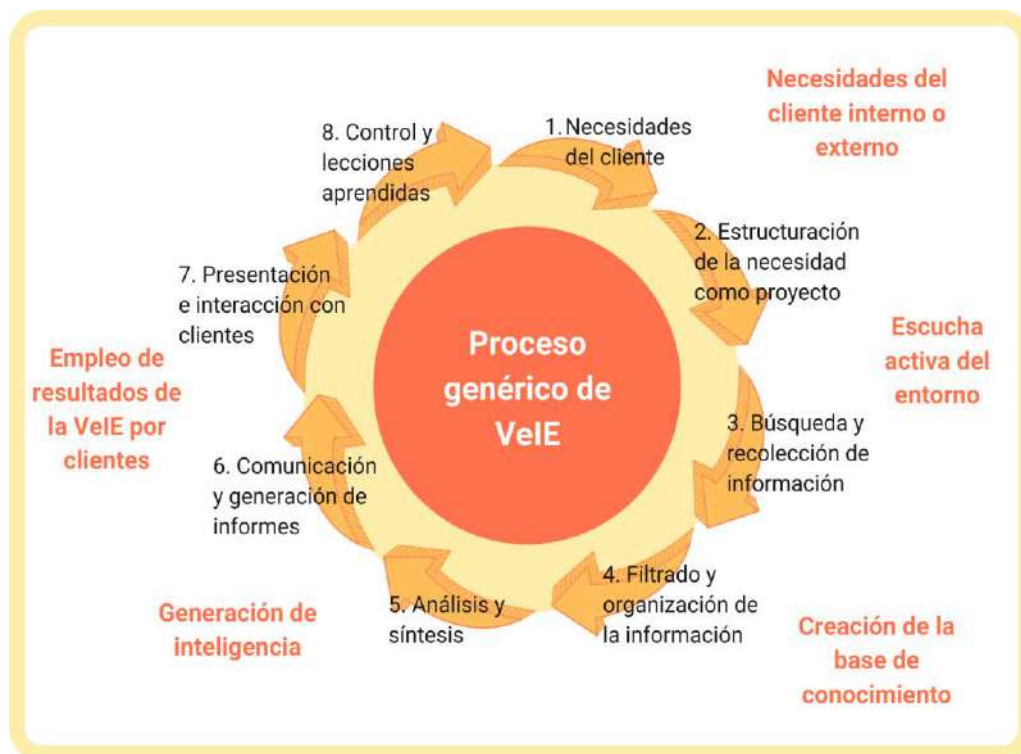 Proceso
genérico de
VeIE
1. Necesidades
del cliente
Necesidades del
cliente interno o
externo
2. Estructuración
de la necesidad
como proyecto
Escucha
activa del
entorno
3. Búsqueda y
recolección de
información
4. Filtrado y
organización de
la información
Creación de la
base de
conocimiento
5. Análisis y
síntesis
Generación de
inteligencia
6. Comunicación
y generación de
informes
Empleo de
resultados de
la VeIE por
clientes
7. Presentación
e interacción con
clientes
8. Control y
lecciones
aprendidas